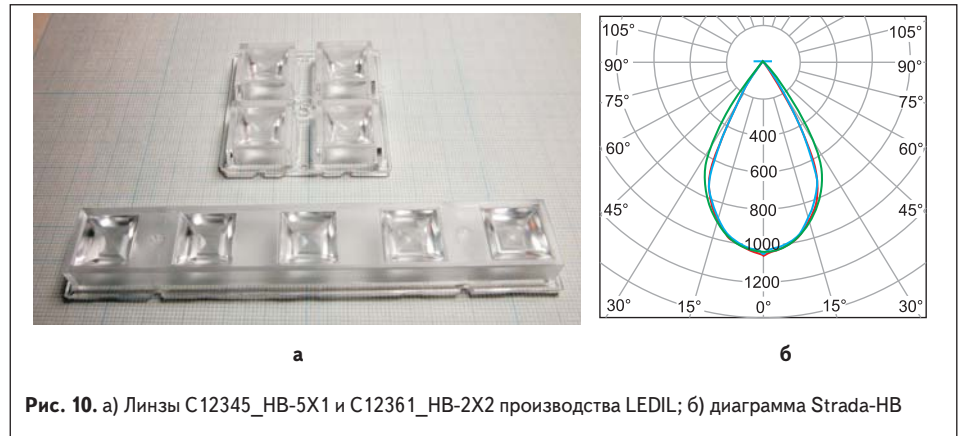 105° 105°
90° 90°
75° 75°
400
60° 600 60°
45° 800 45°
1000
1200
30° 15° 0° 15° 30°
а б
Рис. 10. а) Линзы C12345_HB-5X1 и C12361_HB-2X2 производства LEDIL; б) диаграмма Strada-HB